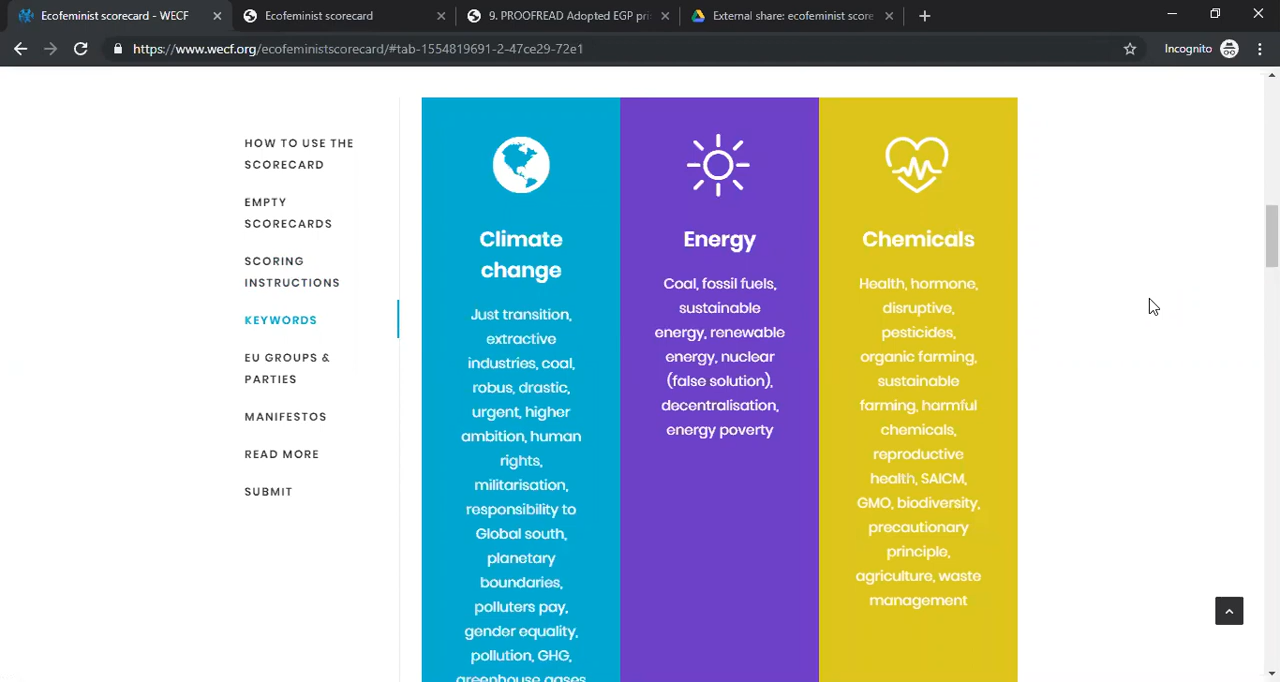 Ecofeminist scorecard - WECF
Ecofeminist scorecard
9. PROOFREAD Adopted EGP pri
External share: ecofeminist score
https://www.wecf.org/ecofeministscorecard/#tab-1554819691-2-47ce29-72e1
Incognito
HOW TO USE THE
SCORECARD
EMPTY
SCORECARDS
SCORING
INSTRUCTIONS
KEYWORDS
EU GROUPS &
PARTIES
MANIFESTOS
READ MORE
SUBMIT
Climate
change
Just transition,
extractive
industries, coal,
robus, drastic,
urgent, higher
ambition, human
rights,
militarisation,
responsibility to
Global south,
planetary
boundaries,
polluters pay,
gender equality,
pollution, GHG,
greenhouse gases
Energy
Coal, fossil fuels,
sustainable
energy, renewable
energy, nuclear
(false solution),
decentralisation,
energy poverty
Chemicals
Health, hormone,
disruptive,
pesticides,
organic farming,
sustainable
farming, harmful
chemicals,
reproductive
health, SAICM,
GMO, biodiversity,
precautionary
principle,
agriculture, waste
management